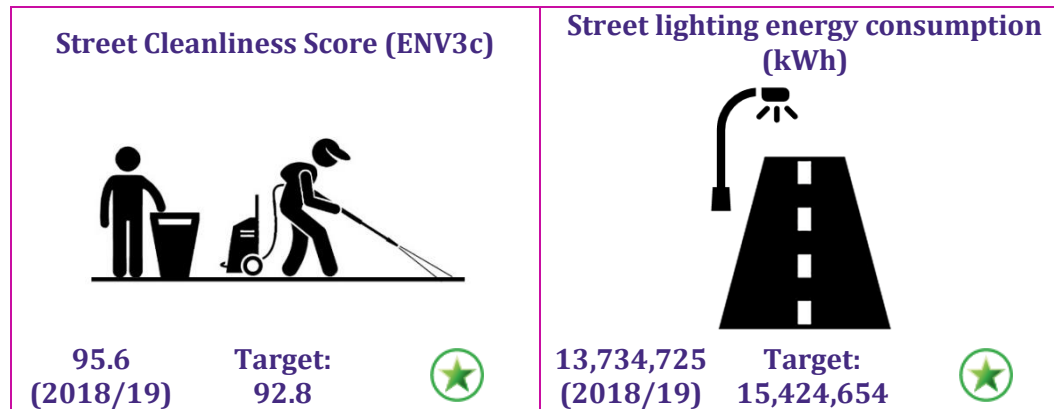 Street Cleanliness Score (ENV3c)
95.6
(2018/19)
Target:
92.8
Street lighting energy consumption
(kWh)
13,734,725
(2018/19)
Target:
15,424,654